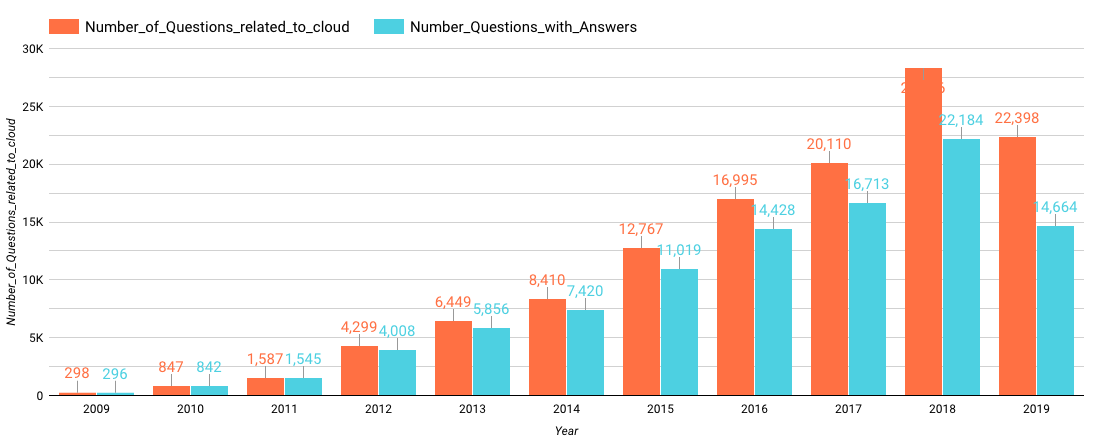 Number_of_Questions_related_to_cloud Number_Questions_with_Answers
30K
25K
20K
15K
10K
5K
0
Number_of_Questions_related_to_cloud
298 296
847 842
1,587 1,545
4,299 4,008
6,449 5,856
8,410 7,420
12,767 11,019
16,995 14,428
20,110 16,713
22,184
22,398 14,664
2009 2010 2011 2012 2013 2014 2015 2016 2017 2018 2019
Year